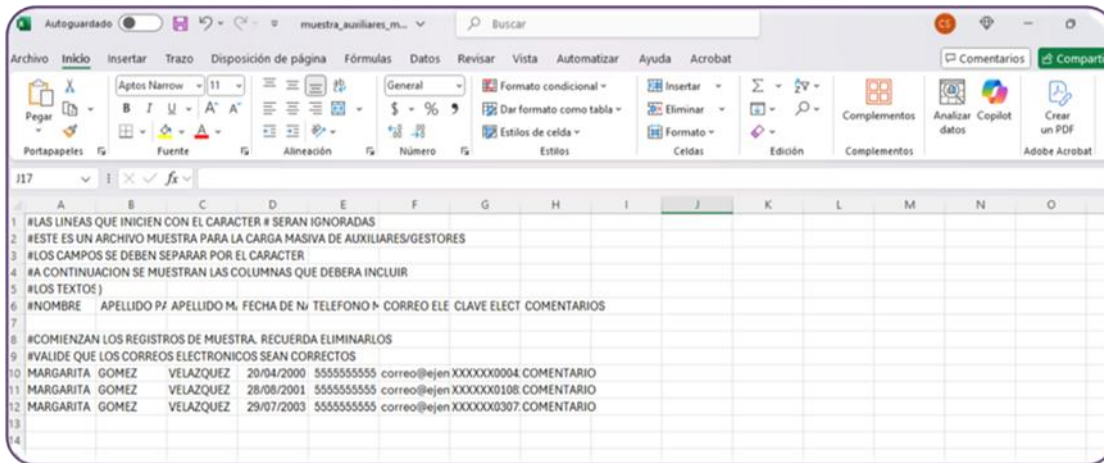 Autoguardado muestra_auxiliares_m... Buscar CS
Archivo Inicio Insertar Trazo Disposición de página Fórmulas Datos Revisar Vista Automatizar Ayuda Acrobat Comentarios Comparti
Pegar
Portapapeles
Aptos Narrow 11
N K S A A
A
Fuente
Alineación
General
$ % 9
Número
Formato condicional
Dar formato como tabla
Estilos de celda
Estilos
Insertar
Eliminar
Formato
Celdas
Edición
Complementos
Complementos
Analizar datos
Copilot
Crear un PDF
Adobe Acrobat
J17 fx
A B C D E F G H I J K L M N O
1 #LAS LINEAS QUE INICIEN CON EL CARACTER # SERAN IGNORADAS
2 #ESTE ES UN ARCHIVO MUESTRA PARA LA CARGA MASIVA DE AUXILIARES/GESTORES
3 #LOS CAMPOS SE DEBEN SEPARAR POR EL CARACTER
4 #A CONTINUACION SE MUESTRAN LAS COLUMNAS QUE DEBERA INCLUIR
5 #LOS TEXTOS )
6 #NOMBRE APELLIDO PA APELLIDO M. FECHA DE NA TELEFONO M CORREO ELE CLAVE ELECT COMENTARIOS
7
8 #COMIENZAN LOS REGISTROS DE MUESTRA. RECUERDA ELIMINARLOS
9 #VALIDE QUE LOS CORREOS ELECTRONICOS SEAN CORRECTOS
10 MARGARITA GOMEZ VELAZQUEZ 20/04/2000 5555555555 correo@ejen XXXXXX0004 COMENTARIO
11 MARGARITA GOMEZ VELAZQUEZ 28/08/2001 5555555555 correo@ejen XXXXXX0108 COMENTARIO
12 MARGARITA GOMEZ VELAZQUEZ 29/07/2003 5555555555 correo@ejen XXXXXX0307 COMENTARIO
13
14